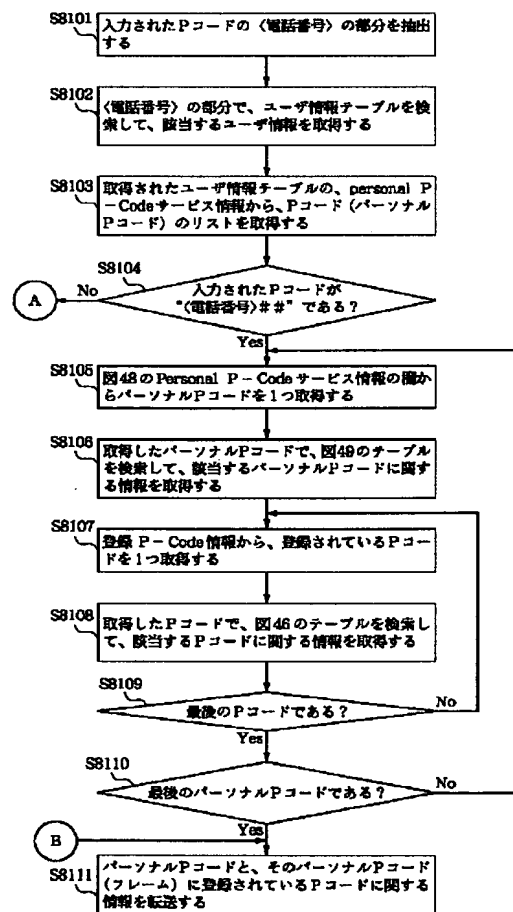 S8101
入力されたPコードの〈電話番号〉の部分を抽出
する
S8102
〈電話番号〉の部分で、ユーザ情報テーブルを検
索して、該当するユーザ情報を取得する
S8103
取得されたユーザ情報テーブルの、personal P
－Codeサービス情報から、Pコード（パーソナル
Pコード）のリストを取得する
S8104
入力されたPコードが
“〈電話番号〉＃＃”である？
No
A
Yes
S8105
図48のPersonal P－Codeサービス情報の欄か
らパーソナルPコードを1つ取得する
S8106
取得したパーソナルPコードで、図49のテーブル
を検索して、該当するパーソナルPコードに関す
る情報を取得する
S8107
登録P－Code情報から、登録されているPコー
ドを1つ取得する
S8108
取得したPコードで、図46のテーブルを検索し
て、該当するPコードに関する情報を取得する
S8109
最後のPコードである？
No
Yes
S8110
最後のパーソナルPコードである？
No
Yes
B
S8111
パーソナルPコードと、そのパーソナルPコード
（フレーム）に登録されているPコードに関する
情報を転送する